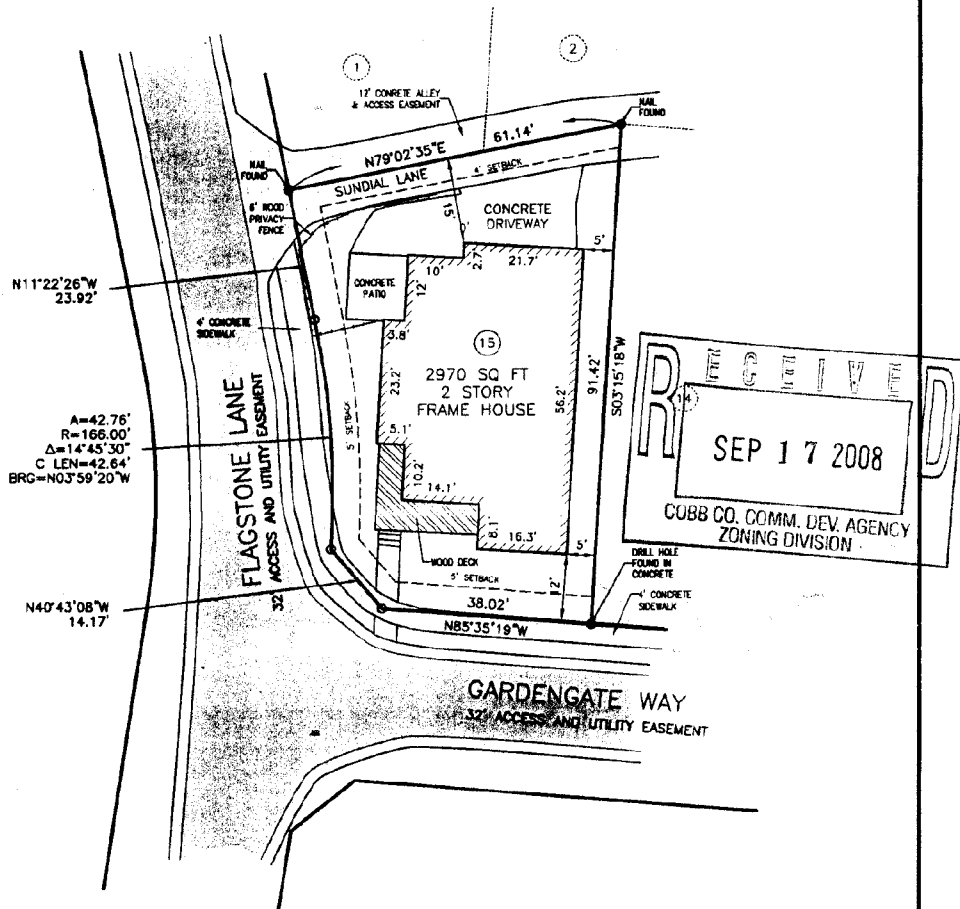 2
1
12' CONRETE ALLEY
& ACCESS EASEMENT
NAIL
FOUND
61.14'
N79°02'35"E
4' SETBACK
NAIL
FOUND
SUNDIAL LANE
15'
CONCRETE
DRIVEWAY
6' WOOD
PRIVACY
FENCE
5'
2.7'
21.7'
10'
12'
CONCRETE
PATIO
N11°22'26"W
23.92'
4' CONCRETE
SIDEWALK
3.8'
15
2970 SQ FT
2 STORY
FRAME HOUSE
23.2'
56.2'
91.42'
S03°15'18"W
RECEIVED
14
SEP 17 2008
COBB CO. COMM. DEV. AGENCY
ZONING DIVISION
A=42.76'
R=166.00'
Δ=14°45'30"
C LEN=42.64'
BRG=N03°59'20"W
5' SETBACK
FLAGSTONE LANE
32' ACCESS AND UTILITY EASEMENT
5.1'
10.2'
14.1'
8.1'
16.3'
5'
WOOD DECK
5' SETBACK
12'
DRILL HOLE
FOUND IN
CONCRETE
4' CONCRETE
SIDEWALK
N40°43'08"W
14.17'
38.02'
N85°35'19"W
GARDENGATE WAY
32' ACCESS AND UTILITY EASEMENT